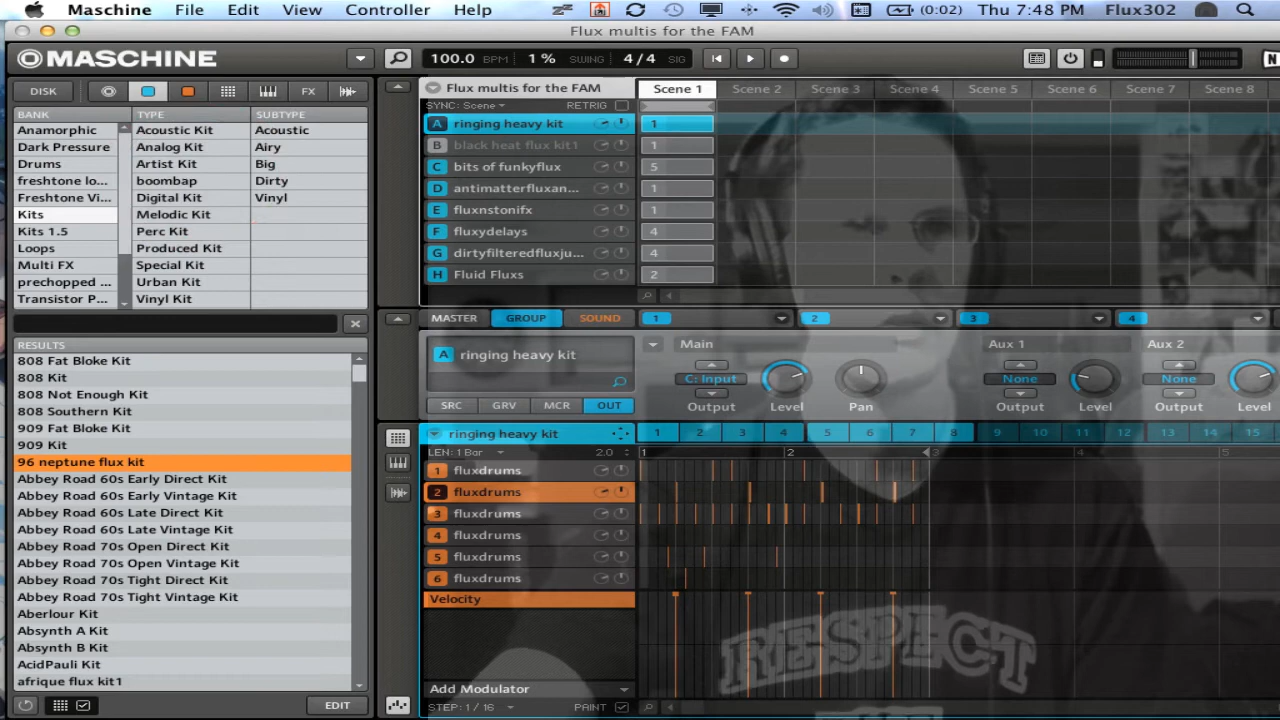 Maschine File Edit View Controller Help (0:02) Thu 7:48 PM Flux302
Flux multis for the FAM
MASCHINE 100.0 BPM 1 % SWING 4/4 SIG
DISK FX
Flux multis for the FAM Scene 1 Scene 2 Scene 3 Scene 4 Scene 5 Scene 6 Scene 7 Scene 8
SYNC: Scene RETRIG
BANK TYPE SUBTYPE
Anamorphic Acoustic Kit Acoustic
Dark Pressure Analog Kit Airy
Drums Artist Kit Big
freshtone lo... boombap Dirty
Freshtone Vi... Digital Kit Vinyl
Kits Melodic Kit
Kits 1.5 Perc Kit
Loops Produced Kit
Multi FX Special Kit
prechopped ... Urban Kit
Transistor P... Vinyl Kit
A ringing heavy kit 1
B black heat flux kit1 1
C bits of funkyflux 5
D antimatterfluxan... 1
E fluxnstonifx 1
F fluxydelays 4
G dirtyfilteredfluxju... 4
H Fluid Fluxs 2
MASTER GROUP SOUND 1 2 3 4
A ringing heavy kit
Main Aux 1 Aux 2
C: Input None None
Output Level Pan Output Level Output Level
SRC GRV MCR OUT
RESULTS
808 Fat Bloke Kit
808 Kit
808 Not Enough Kit
808 Southern Kit
909 Fat Bloke Kit
909 Kit
96 neptune flux kit
Abbey Road 60s Early Direct Kit
Abbey Road 60s Early Vintage Kit
Abbey Road 60s Late Direct Kit
Abbey Road 60s Late Vintage Kit
Abbey Road 70s Open Direct Kit
Abbey Road 70s Open Vintage Kit
Abbey Road 70s Tight Direct Kit
Abbey Road 70s Tight Vintage Kit
Aberlour Kit
Absynth A Kit
Absynth B Kit
AcidPauli Kit
afrique flux kit1
EDIT
ringing heavy kit 1 2 3 4 5 6 7 8 9 10 11 12 13 14 15
LEN: 1 Bar 2.0 1 2 3 4 5
1 fluxdrums
2 fluxdrums
3 fluxdrums
4 fluxdrums
5 fluxdrums
6 fluxdrums
Velocity
RESPECT
THE
Add Modulator
STEP: 1 / 16 PAINT